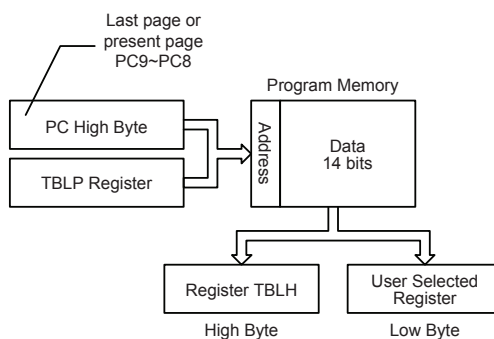 Last page or
present page
PC9~PC8
Program Memory
PC High Byte
TBLP Register
Address
Data
14 bits
Register TBLH
User Selected
Register
High Byte
Low Byte